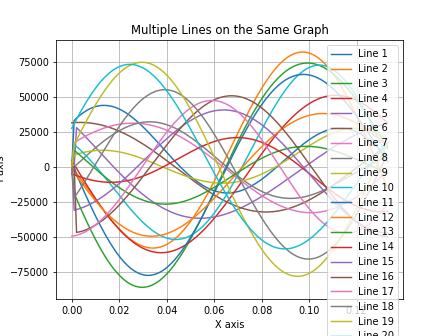 Multiple Lines on the Same Graph
75000
50000
25000
0
−25000
−50000
−75000
0.00
0.02
0.04
0.06
0.08
0.10
X axis
Line 1
Line 2
Line 3
Line 4
Line 5
Line 6
Line 7
Line 8
Line 9
Line 10
Line 11
Line 12
Line 13
Line 14
Line 15
Line 16
Line 17
Line 18
Line 19
Line 20